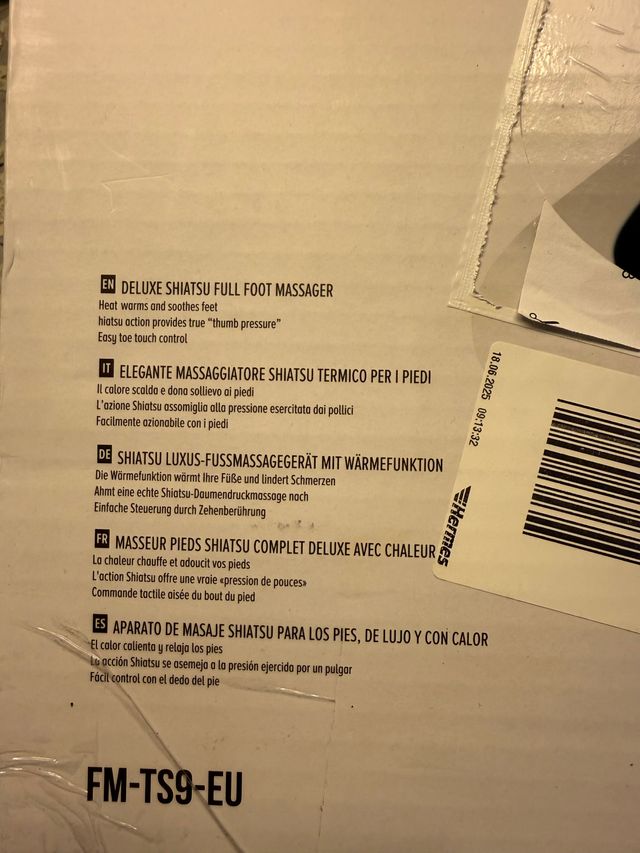 EN DELUXE SHIATSU FULL FOOT MASSAGER
Heat warms and soothes feet
hiatsu action provides true “thumb pressure”
Easy toe touch control
IT ELEGANTE MASSAGGIATORE SHIATSU TERMICO PER I PIEDI
Il calore scalda e dona sollievo ai piedi
L'azione Shiatsu assomiglia alla pressione esercitata dai pollici
Facilmente azionabile con i piedi
DE SHIATSU LUXUS-FUSSMASSAGEGERÄT MIT WÄRMEFUNKTION
Die Wärmefunktion wärmt Ihre Füße und lindert Schmerzen
Ahmt eine echte Shiatsu-Daumendruckmassage nach
Einfache Steuerung durch Zehenberührung
FR MASSEUR PIEDS SHIATSU COMPLET DELUXE AVEC CHALEUR
La chaleur chauffe et adoucit vos pieds
L'action Shiatsu offre une vraie «pression de pouces»
Commande tactile aisée du bout du pied
ES APARATO DE MASAJE SHIATSU PARA LOS PIES, DE LUJO Y CON CALOR
El calor calienta y relaja los pies
La acción Shiatsu se asemeja a la presión ejercida por un pulgar
Fácil control con el dedo del pie
FM-TS9-EU
18.06.2025 09:13:32
Hermes